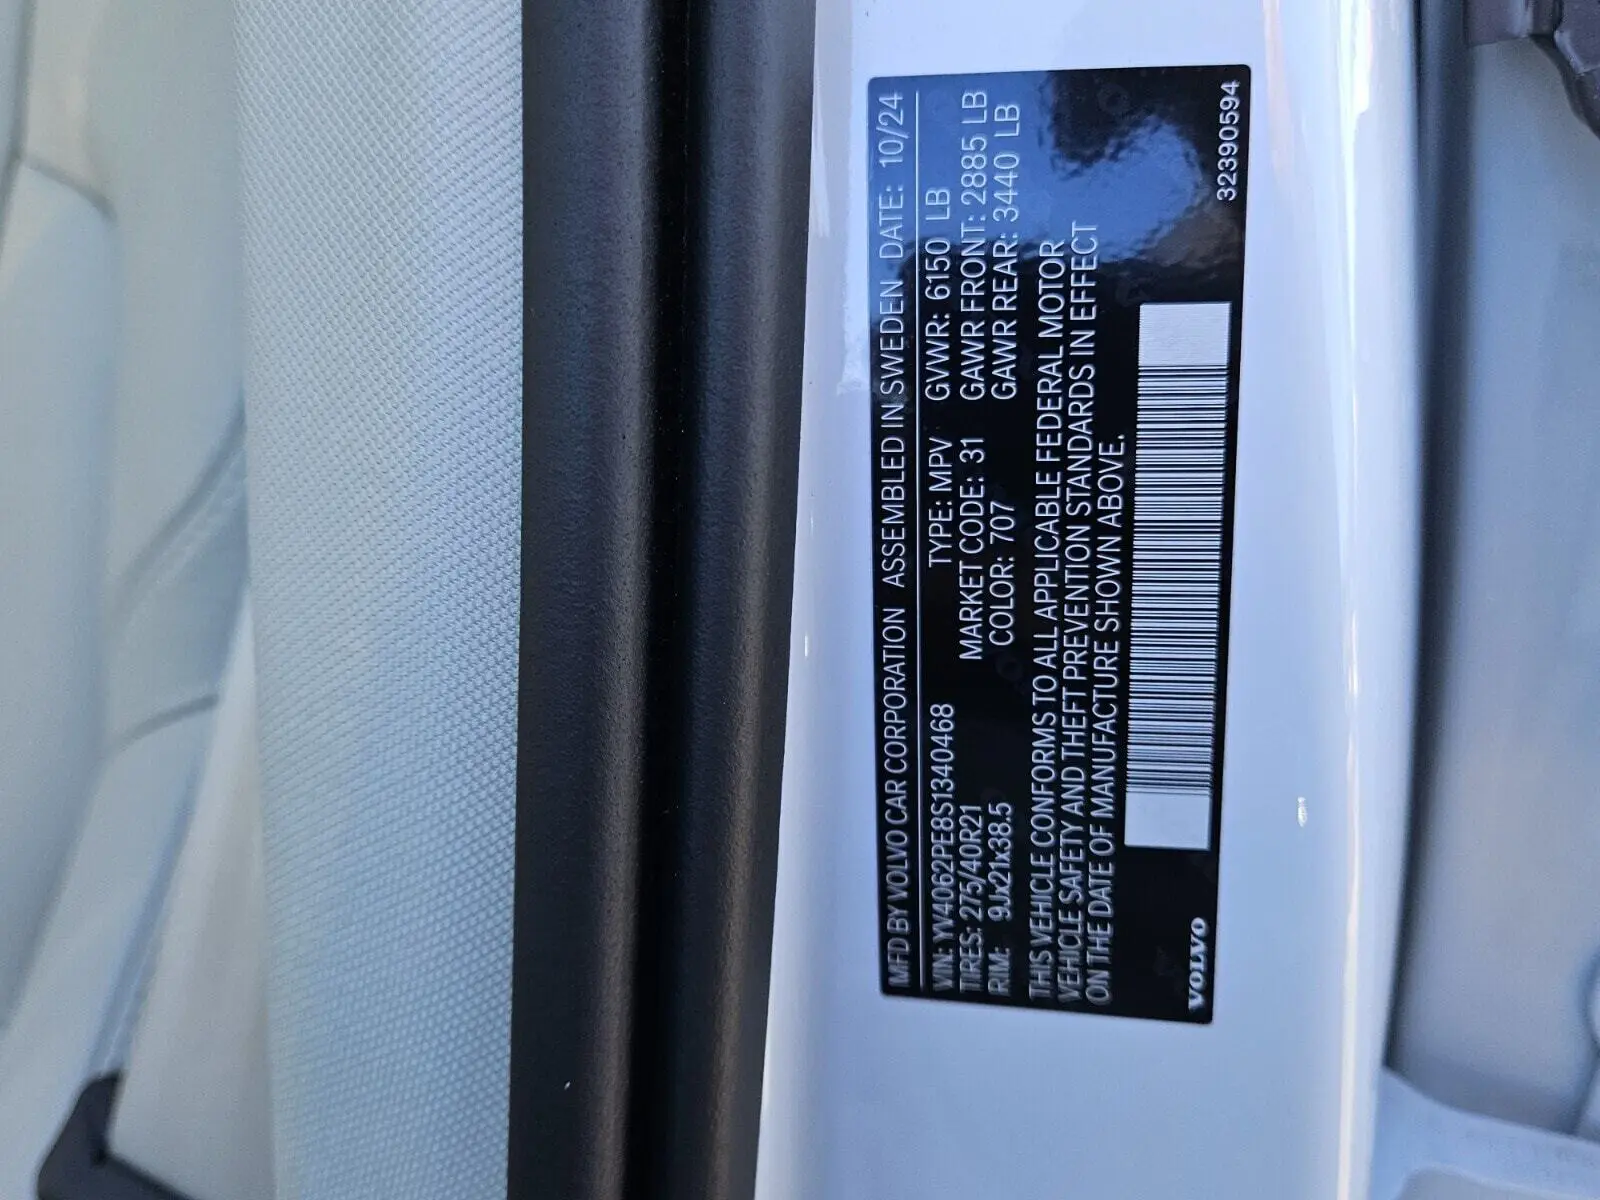 MFD BY VOLVO CAR CORPORATION ASSEMBLED IN SWEDEN DATE: 10/24
VIN: YV4062PE8S1340468 TYPE: MPV GVWR: 6150 LB
TIRES: 275/40R21 MARKET CODE: 31 GAWR FRONT: 2885 LB
RIM: 9Jx21x38.5 COLOR: 707 GAWR REAR: 3440 LB
THIS VEHICLE CONFORMS TO ALL APPLICABLE FEDERAL MOTOR
VEHICLE SAFETY AND THEFT PREVENTION STANDARDS IN EFFECT
ON THE DATE OF MANUFACTURE SHOWN ABOVE.
VOLVO 32390594